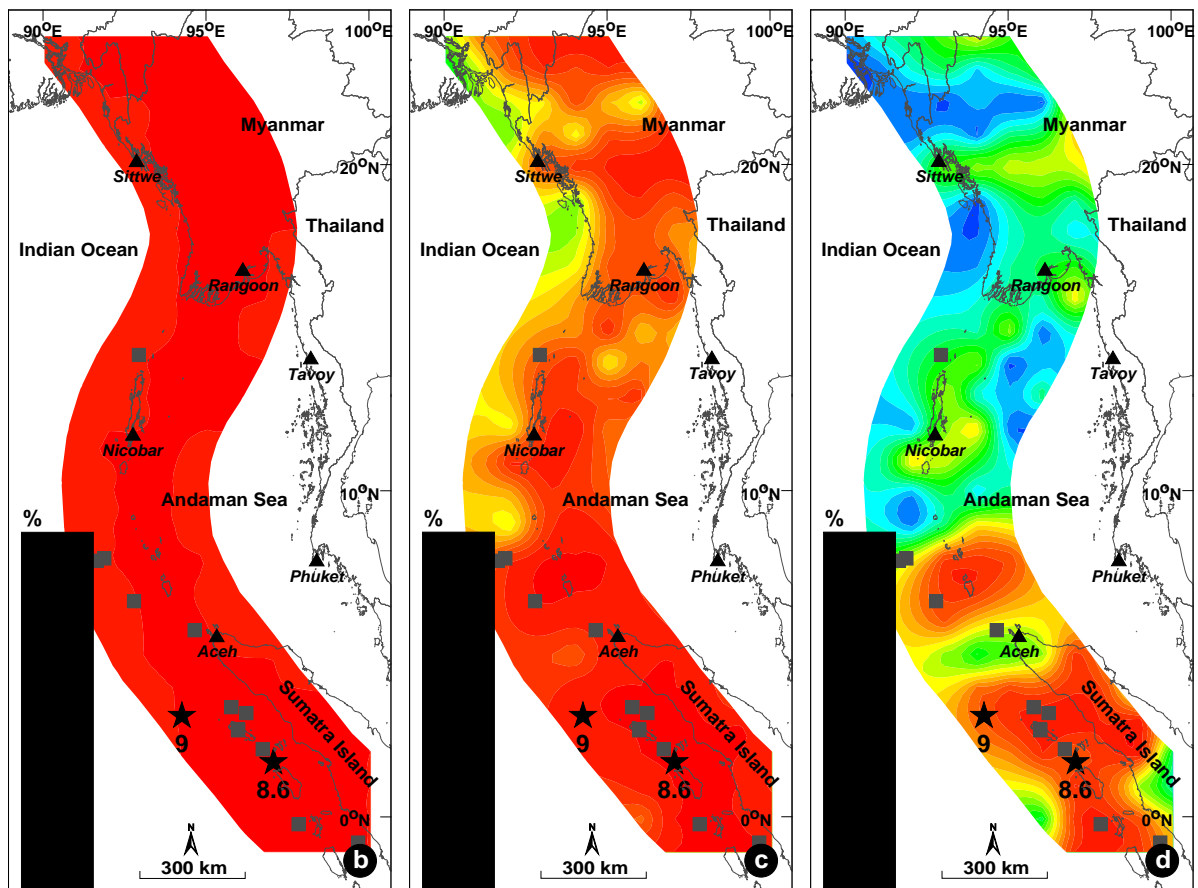 90°E
95°E
100°E
Myanmar
20°N
Sittwe
Thailand
Indian Ocean
Rangoon
Tavoy
Nicobar
Andaman Sea
10°N
%
Phuket
Aceh
Sumatra Island
9
8.6
0°N
N
300 km
b
90°E
95°E
100°E
Myanmar
20°N
Sittwe
Thailand
Indian Ocean
Rangoon
Tavoy
Nicobar
Andaman Sea
10°N
%
Phuket
Aceh
Sumatra Island
9
8.6
0°N
N
300 km
c
90°E
95°E
100°E
Myanmar
20°N
Sittwe
Thailand
Indian Ocean
Rangoon
Tavoy
Nicobar
Andaman Sea
10°N
%
Phuket
Aceh
Sumatra Island
9
8.6
0°N
N
300 km
d